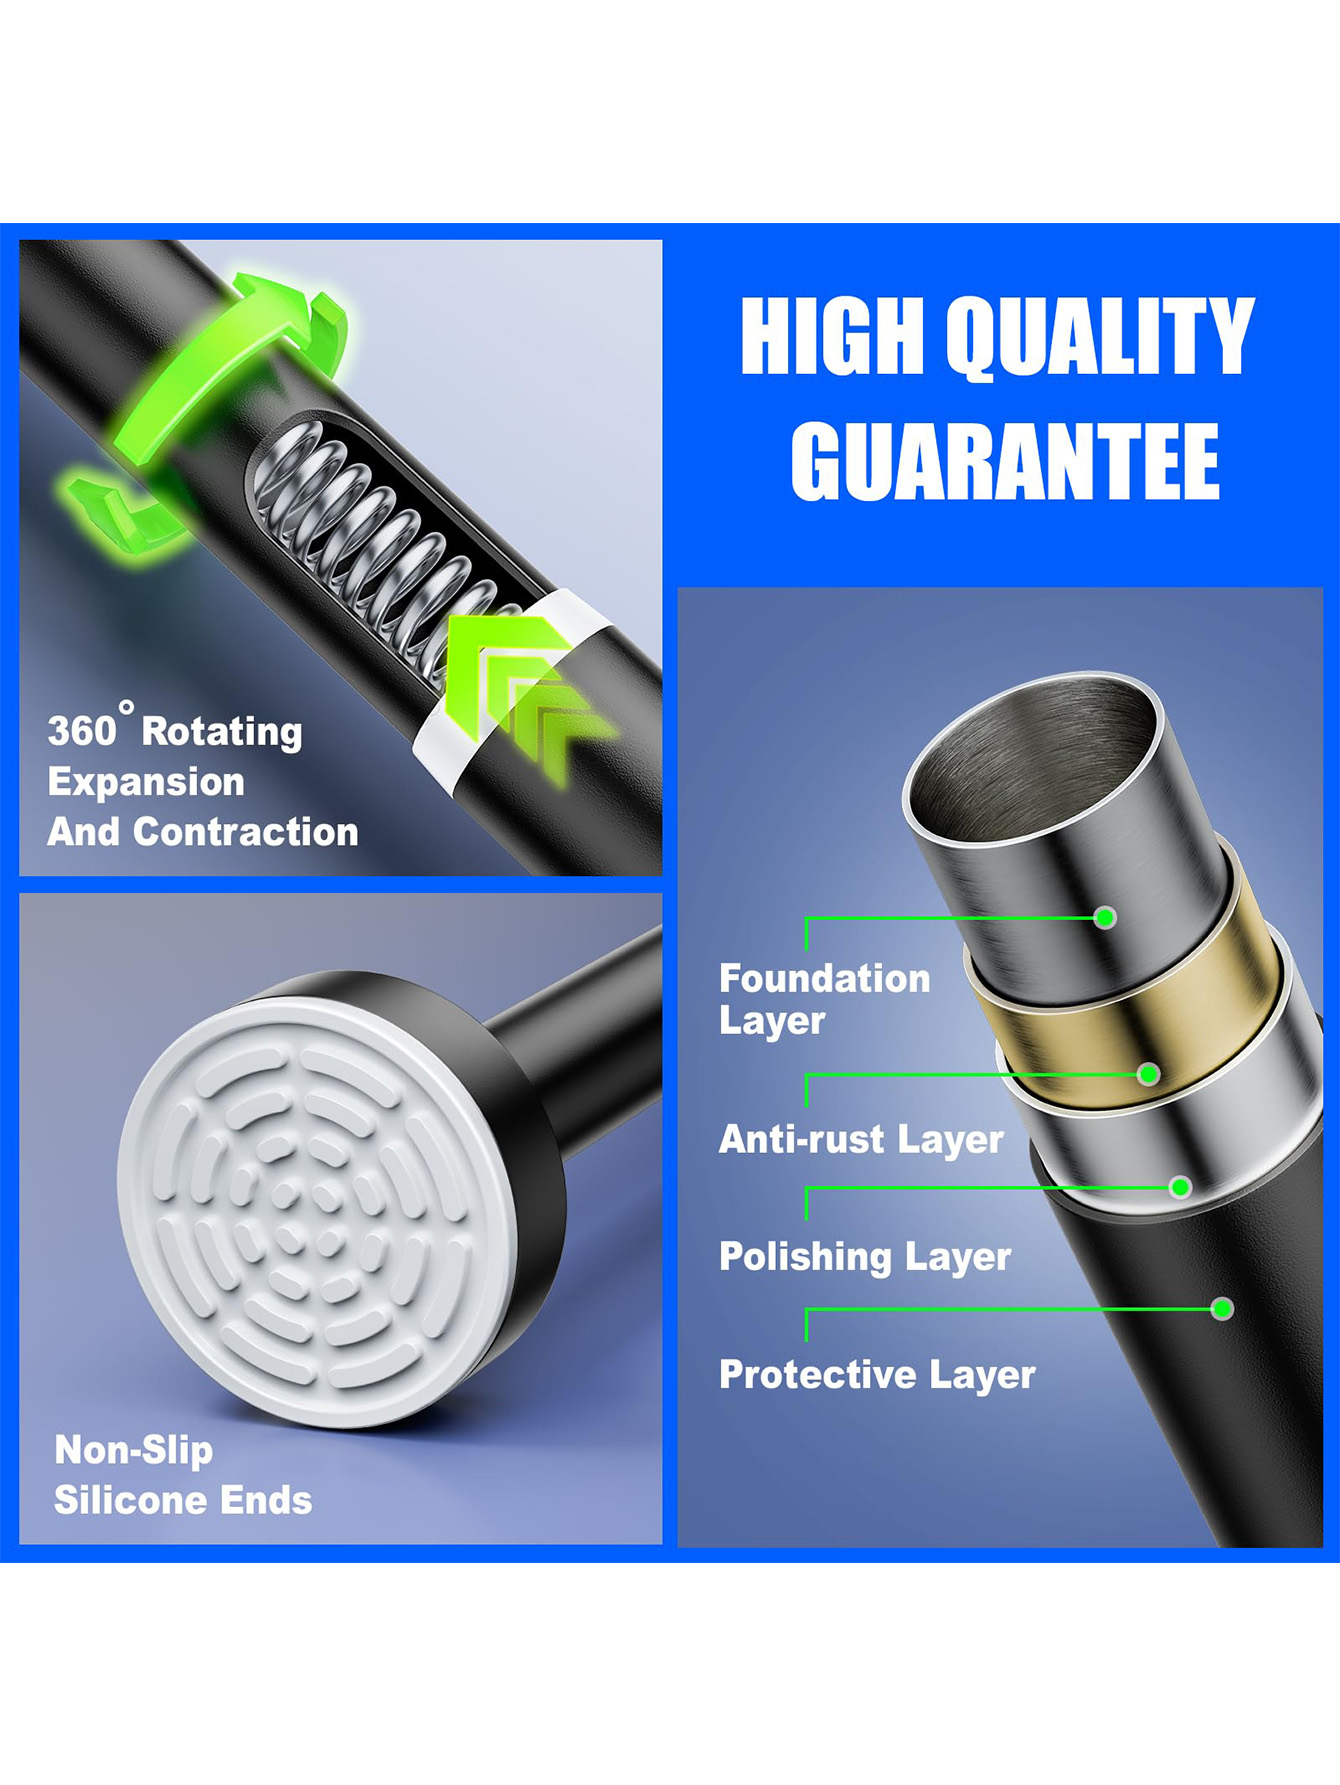 HIGH QUALITY
GUARANTEE
360° Rotating
Expansion
And Contraction
Non-Slip
Silicone Ends
Foundation
Layer
Anti-rust Layer
Polishing Layer
Protective Layer